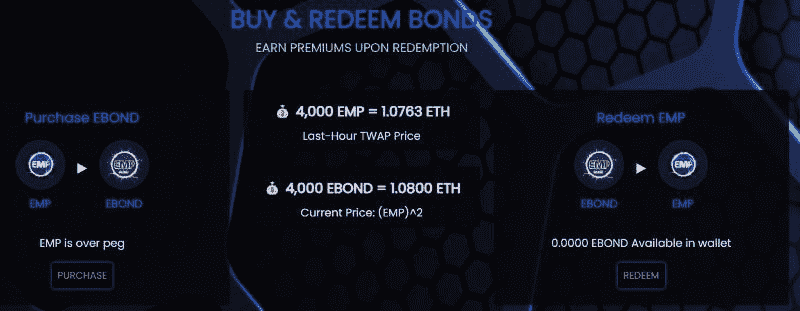 BUY & REDEEM BONDS
EARN PREMIUMS UPON REDEMPTION
Purchase EBOND
EMP
EMP
EMP
EBOND
EMP is over peg
PURCHASE
4,000 EMP = 1.0763 ETH
Last-Hour TWAP Price
4,000 EBOND = 1.0800 ETH
Current Price: (EMP)^2
Redeem EMP
EMP
EMP
EBOND
EMP
0.0000 EBOND Available in wallet
REDEEM